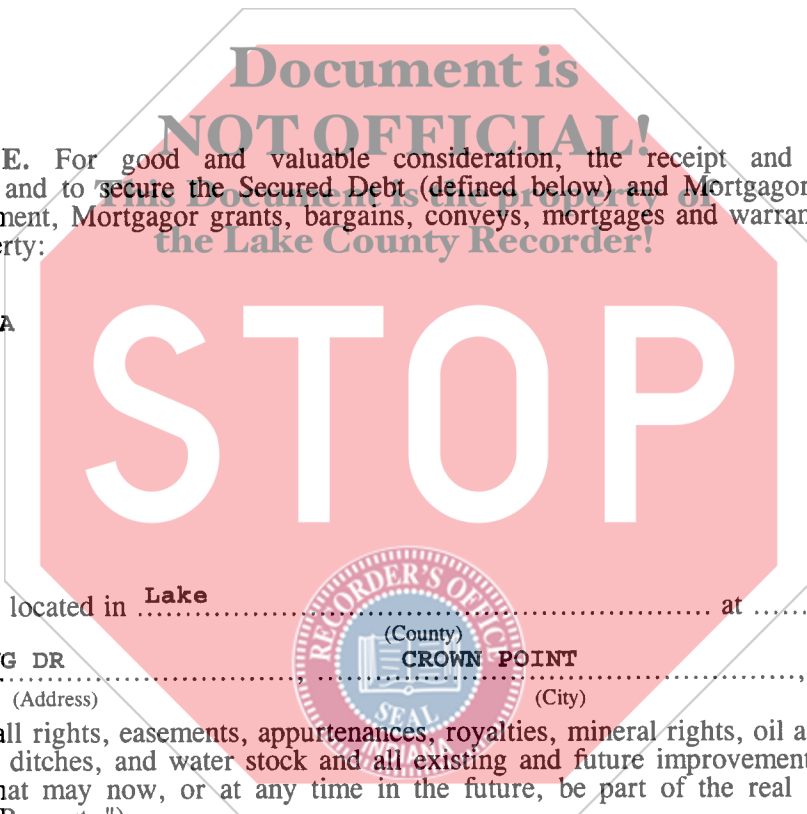 Document is
NOT OFFICIAL!
This Document is the property of
the Lake County Recorder!
E. For good and valuable consideration, the receipt and
and to secure the Secured Debt (defined below) and Mortgagor
ment, Mortgagor grants, bargains, conveys, mortgages and warran
erty:
A
STOP
located in Lake at
(County)
G DR , CROWN POINT ,
(Address) (City)
all rights, easements, appurtenances, royalties, mineral rights, oil a
ditches, and water stock and all existing and future improvement
hat may now, or at any time in the future, be part of the real
RECORDER'S OFFICE
SEAL
INDIANA